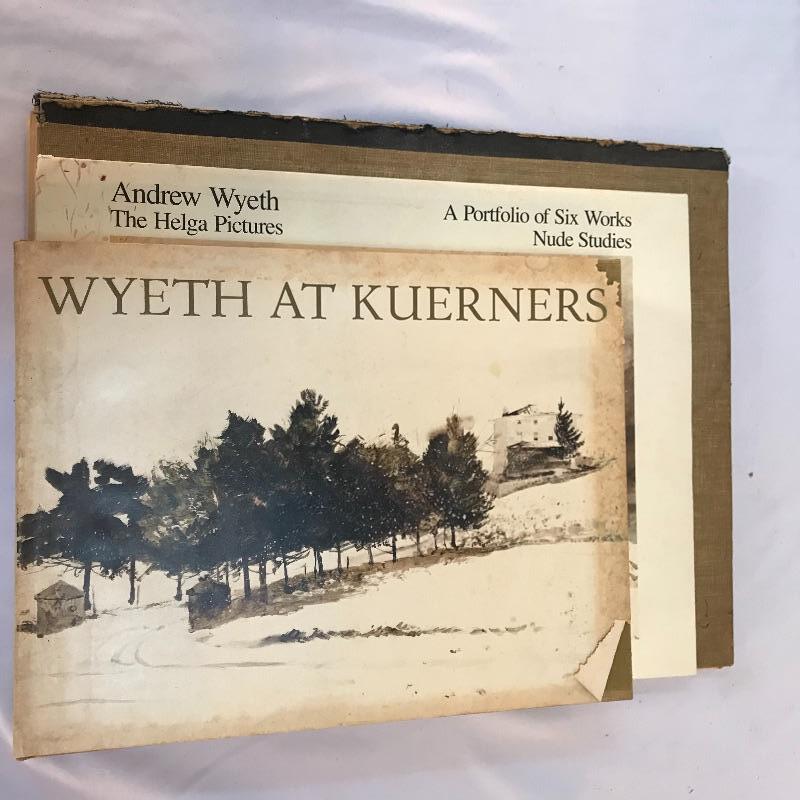 Andrew Wyeth
The Helga Pictures
A Portfolio of Six Works
Nude Studies
WYETH AT KUERNERS